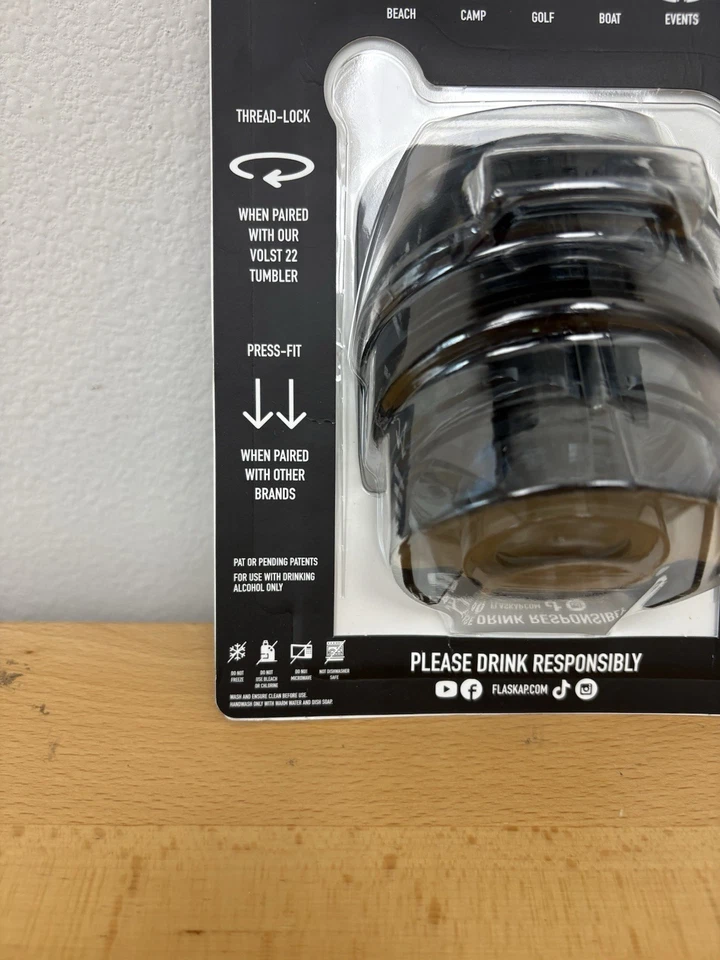 BEACH CAMP GOLF BOAT EVENTS
THREAD-LOCK
WHEN PAIRED
WITH OUR
VOLST 22
TUMBLER
PRESS-FIT
WHEN PAIRED
WITH OTHER
BRANDS
PAT OR PENDING PATENTS
FOR USE WITH DRINKING
ALCOHOL ONLY
DO NOT
FREEZE
DO NOT
USE BLEACH
OR CHLORINE
DO NOT
MICROWAVE
NOT DISHWASHER
SAFE
WASH AND ENSURE CLEAN BEFORE USE.
HANDWASH ONLY WITH WARM WATER AND DISH SOAP.
PLEASE DRINK RESPONSIBLY
FLASKAP.COM